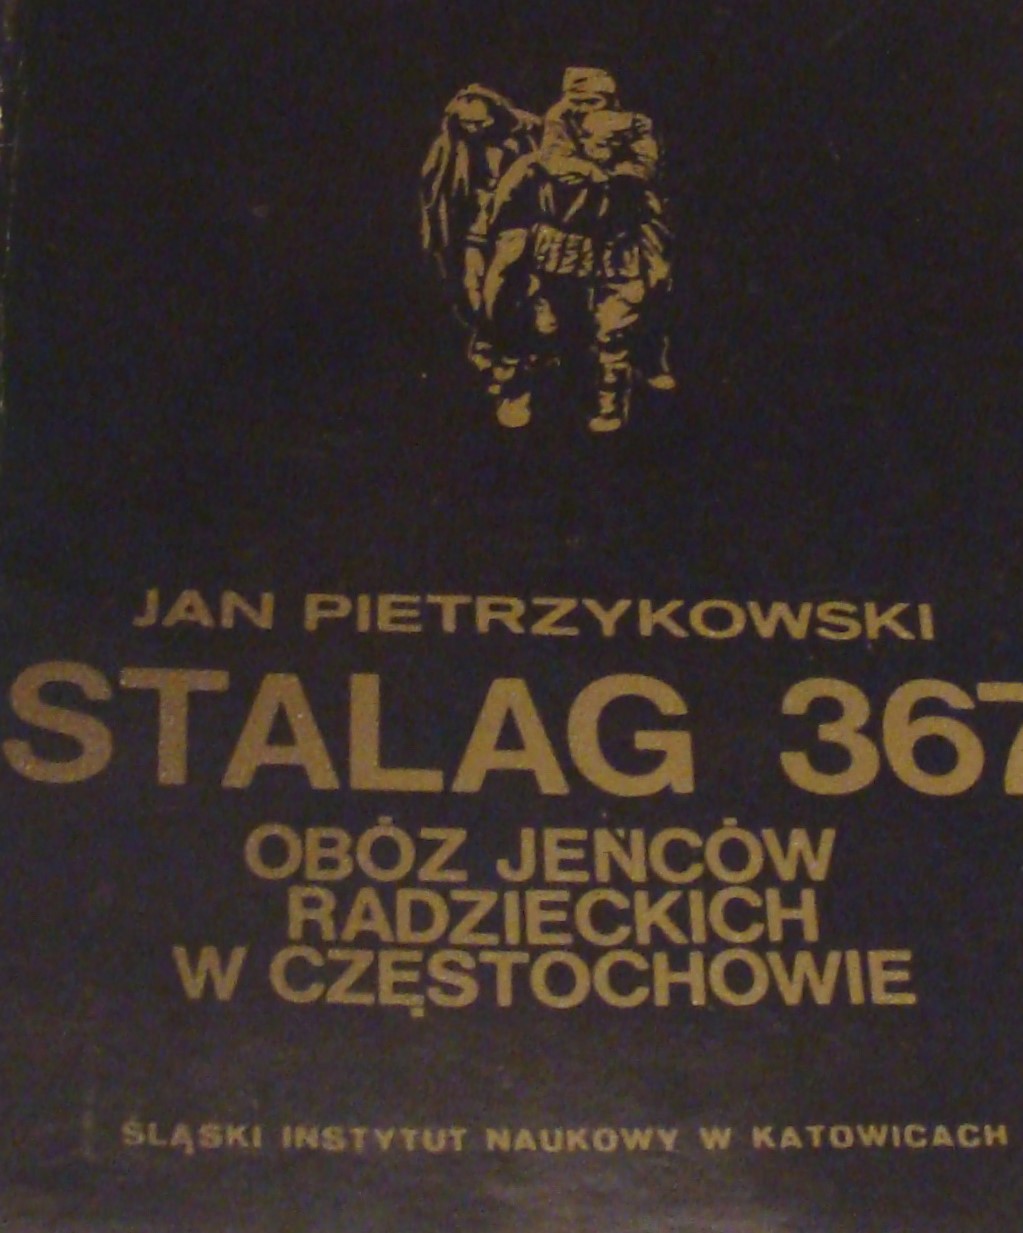 JAN PIETRZYKOWSKI
STALAG 367
OBÓZ JEŃCÓW
RADZIECKICH
W CZĘSTOCHOWIE
ŚLĄSKI INSTYTUT NAUKOWY W KATOWICACH